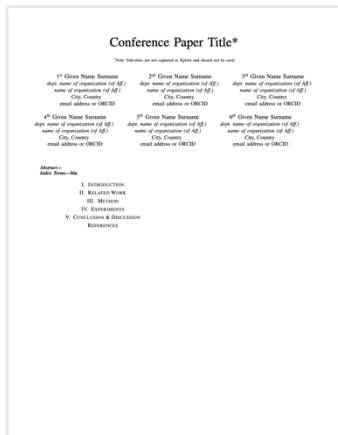 Conference Paper Title*
*Note: Sub-titles are not captured in Xplore and should not be used
1st Given Name Surname
dept. name of organization (of Aff.)
name of organization (of Aff.)
City, Country
email address or ORCID
2nd Given Name Surname
dept. name of organization (of Aff.)
name of organization (of Aff.)
City, Country
email address or ORCID
3rd Given Name Surname
dept. name of organization (of Aff.)
name of organization (of Aff.)
City, Country
email address or ORCID
4th Given Name Surname
dept. name of organization (of Aff.)
name of organization (of Aff.)
City, Country
email address or ORCID
5th Given Name Surname
dept. name of organization (of Aff.)
name of organization (of Aff.)
City, Country
email address or ORCID
6th Given Name Surname
dept. name of organization (of Aff.)
name of organization (of Aff.)
City, Country
email address or ORCID
Abstract—
Index Terms—
I. Introduction
II. Related Work
III. Method
IV. Experiments
V. Conclusion & Discussion
References